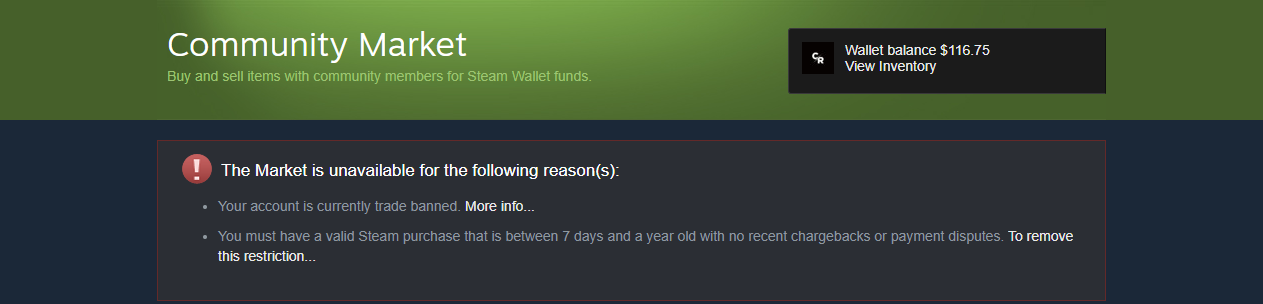 Community Market
Buy and sell items with community members for Steam Wallet funds.
CR
Wallet balance $116.75
View Inventory
The Market is unavailable for the following reason(s):
Your account is currently trade banned. More info...
You must have a valid Steam purchase that is between 7 days and a year old with no recent chargebacks or payment disputes. To remove
this restriction...